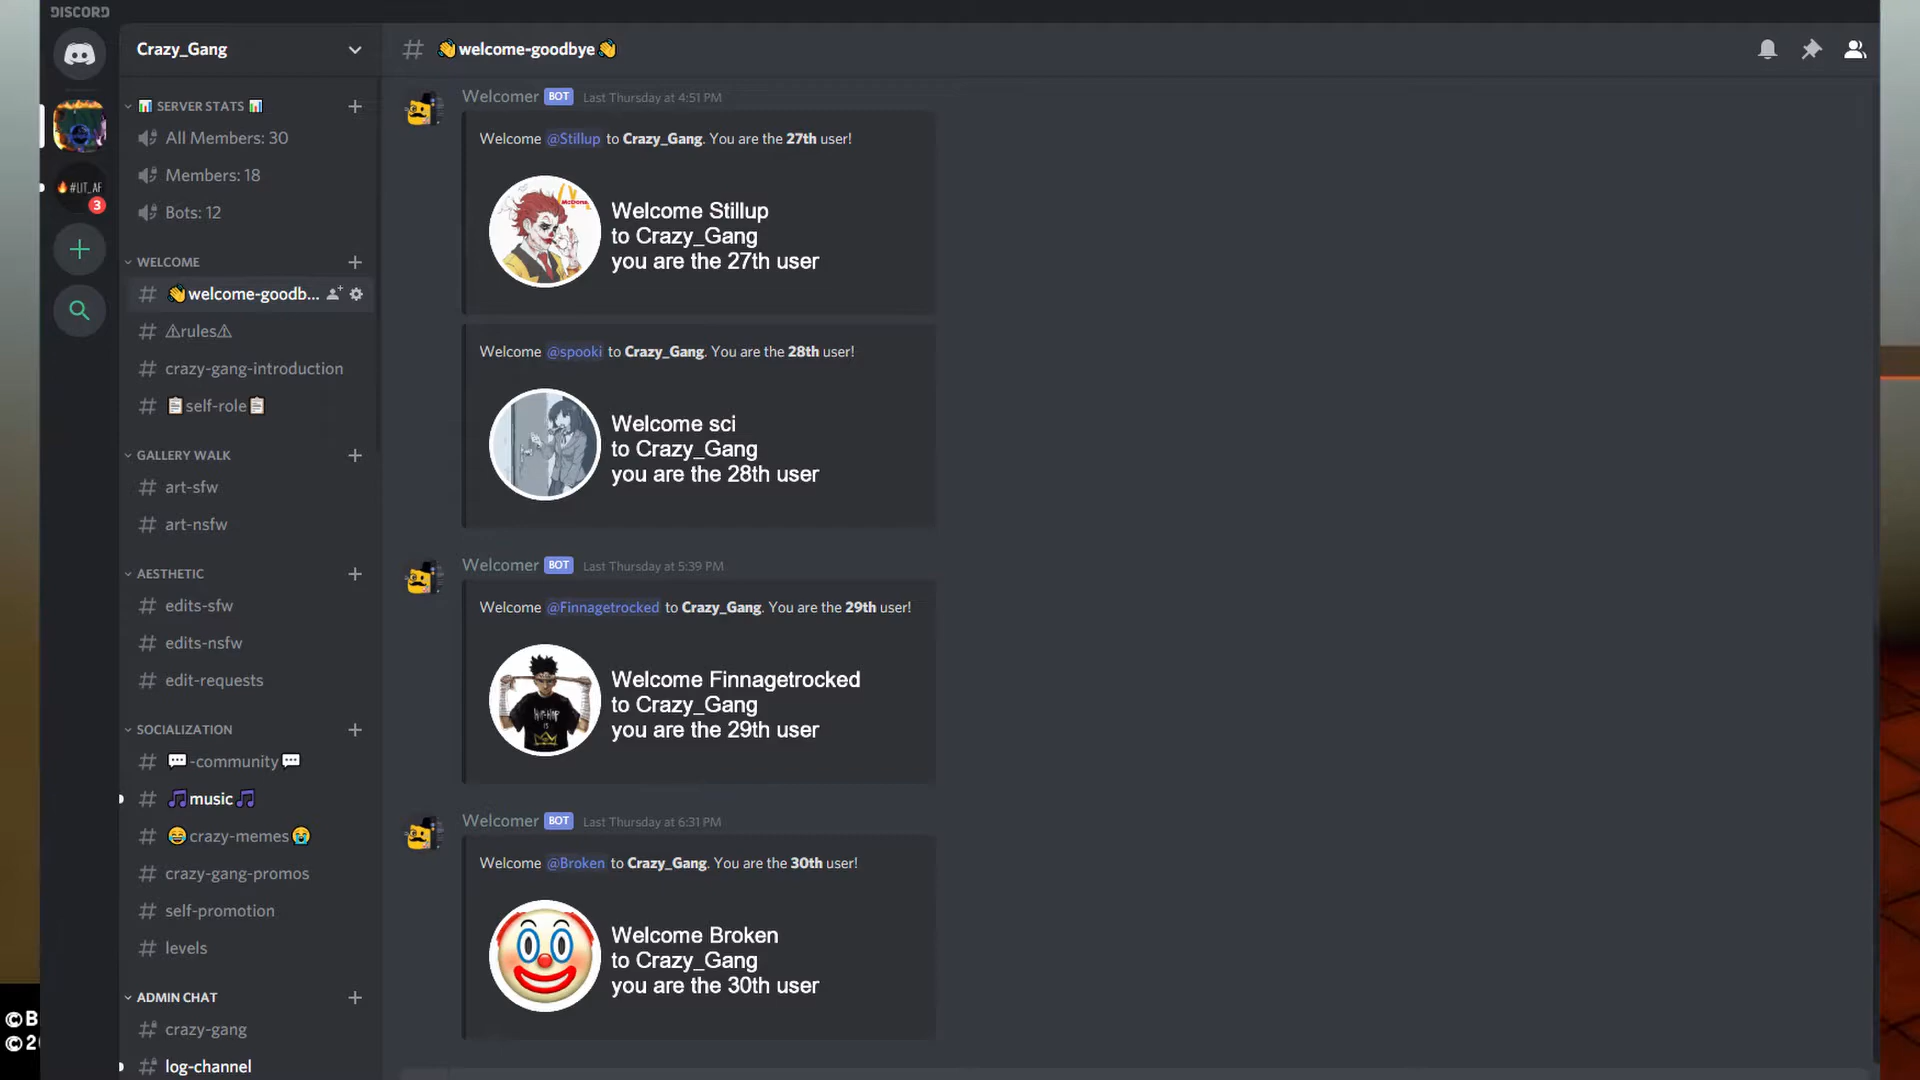 DISCORD
Crazy_Gang
📊 SERVER STATS 📊
All Members: 30
Members: 18
Bots: 12
#LIT_AF
3
WELCOME
👋welcome-goodb...
⚠rules⚠
crazy-gang-introduction
📋self-role📋
GALLERY WALK
art-sfw
art-nsfw
AESTHETIC
edits-sfw
edits-nsfw
edit-requests
SOCIALIZATION
💬-community💬
🎵music🎵
😂crazy-memes😭
crazy-gang-promos
self-promotion
levels
ADMIN CHAT
crazy-gang
log-channel
👋welcome-goodbye👋
Welcomer BOT Last Thursday at 4:51 PM
Welcome @Stillup to Crazy_Gang. You are the 27th user!
Welcome Stillup
to Crazy_Gang
you are the 27th user
Welcome @spooki to Crazy_Gang. You are the 28th user!
Welcome sci
to Crazy_Gang
you are the 28th user
Welcomer BOT Last Thursday at 5:39 PM
Welcome @Finnagetrocked to Crazy_Gang. You are the 29th user!
HIP-HOP
IS
Welcome Finnagetrocked
to Crazy_Gang
you are the 29th user
Welcomer BOT Last Thursday at 6:31 PM
Welcome @Broken to Crazy_Gang. You are the 30th user!
Welcome Broken
to Crazy_Gang
you are the 30th user
©B
©20